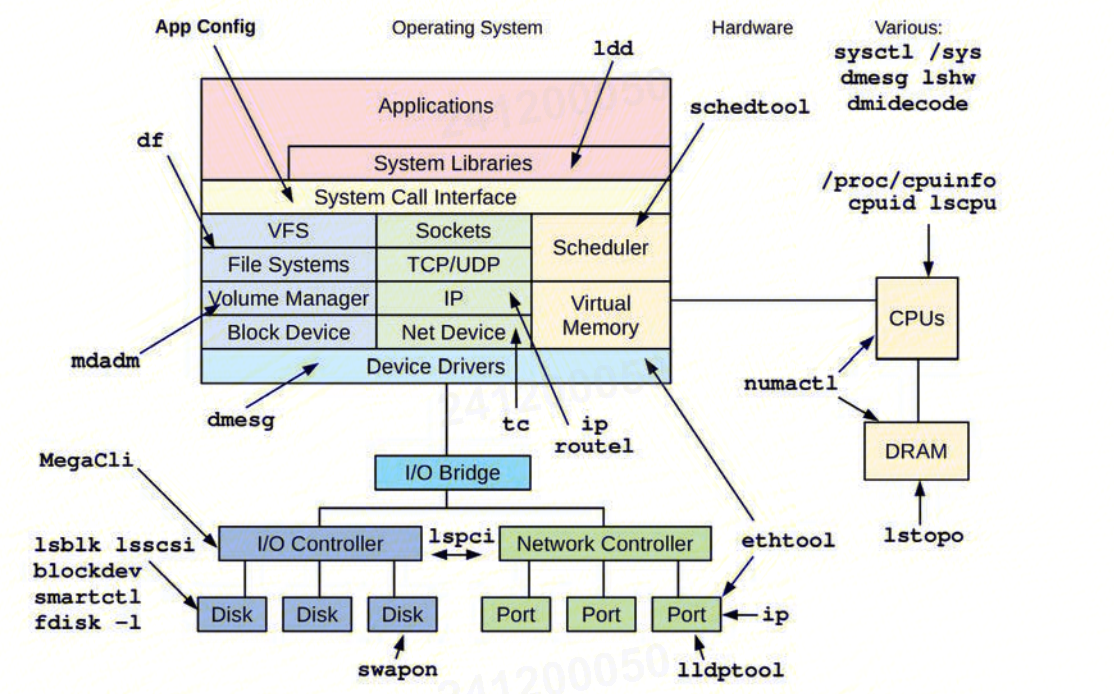 App Config
Operating System
Hardware
Various:
sysctl /sys
dmesg lshw
dmidecode
ldd
Applications
schedtool
df
System Libraries
System Call Interface
/proc/cpuinfo
cpuid lscpu
VFS
Sockets
Scheduler
File Systems
TCP/UDP
Volume Manager
IP
Virtual
Memory
CPUs
Block Device
Net Device
mdadm
Device Drivers
numactl
dmesg
tc
ip
routel
DRAM
MegaCli
I/O Bridge
lsblk lsscsi
blockdev
smartctl
fdisk –l
I/O Controller
lspci
Network Controller
ethtool
lstopo
Disk
Disk
Disk
Port
Port
Port
ip
swapon
lldptool
241200050
241200050
241200050